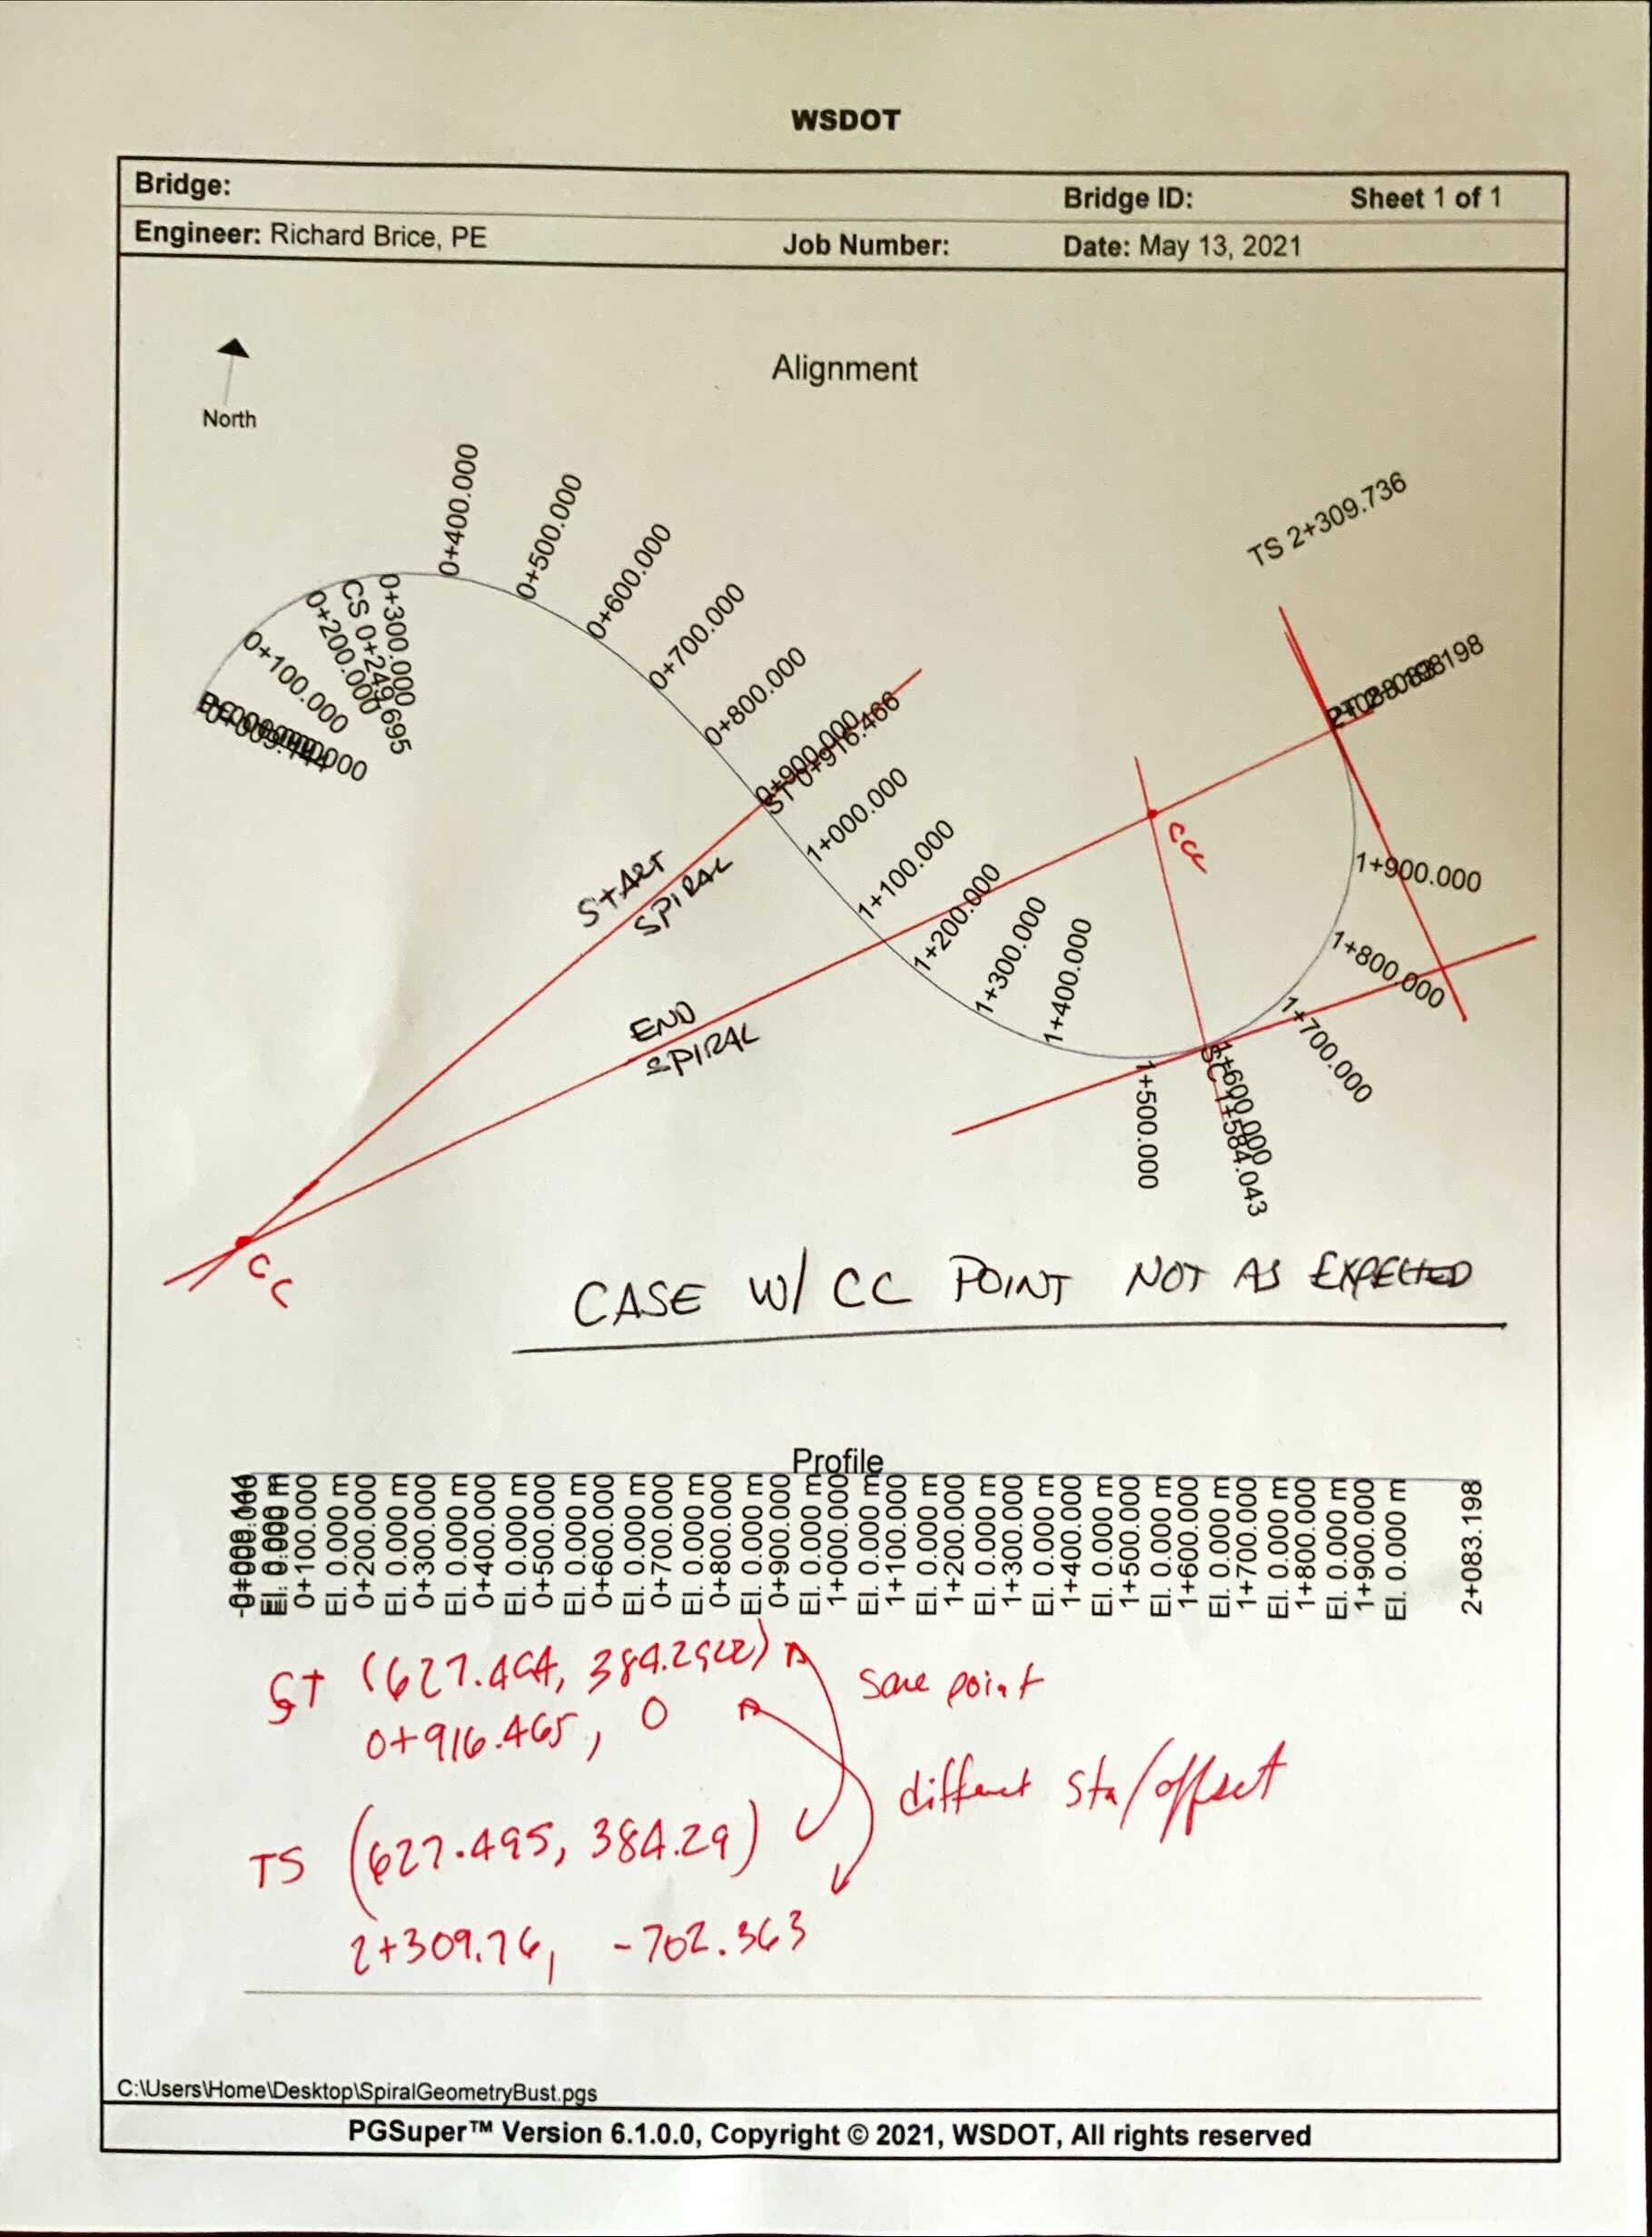 WSDOT
Bridge:
Bridge ID:
Sheet 1 of 1
Engineer: Richard Brice, PE
Job Number:
Date: May 13, 2021
North
Alignment
0+100.000
0+200.000
CS 0+249.695
0+300.000
0+400.000
0+500.000
0+600.000
0+700.000
0+800.000
0+900.000
ST 0+916.466
1+000.000
1+100.000
1+200.000
1+300.000
1+400.000
1+500.000
SC 1+584.043
1+600.000
1+700.000
1+800.000
1+900.000
TS 2+309.736
START
SPIRAL
END
SPIRAL
CC
CC
CASE W/ CC POINT NOT AS EXPECTED
Profile
El. 0.000 m
0+100.000
El. 0.000 m
0+200.000
El. 0.000 m
0+300.000
El. 0.000 m
0+400.000
El. 0.000 m
0+500.000
El. 0.000 m
0+600.000
El. 0.000 m
0+700.000
El. 0.000 m
0+800.000
El. 0.000 m
0+900.000
El. 0.000 m
1+000.000
El. 0.000 m
1+100.000
El. 0.000 m
1+200.000
El. 0.000 m
1+300.000
El. 0.000 m
1+400.000
El. 0.000 m
1+500.000
El. 0.000 m
1+600.000
El. 0.000 m
1+700.000
El. 0.000 m
1+800.000
El. 0.000 m
1+900.000
El. 0.000 m
2+083.198
ST
0+916.465, 0
same point
different sta/offset
TS (627.495, 384.29)
2+309.76, -702.363
C:\Users\Home\Desktop\SpiralGeometryBust.pgs
PGSuper™ Version 6.1.0.0, Copyright © 2021, WSDOT, All rights reserved